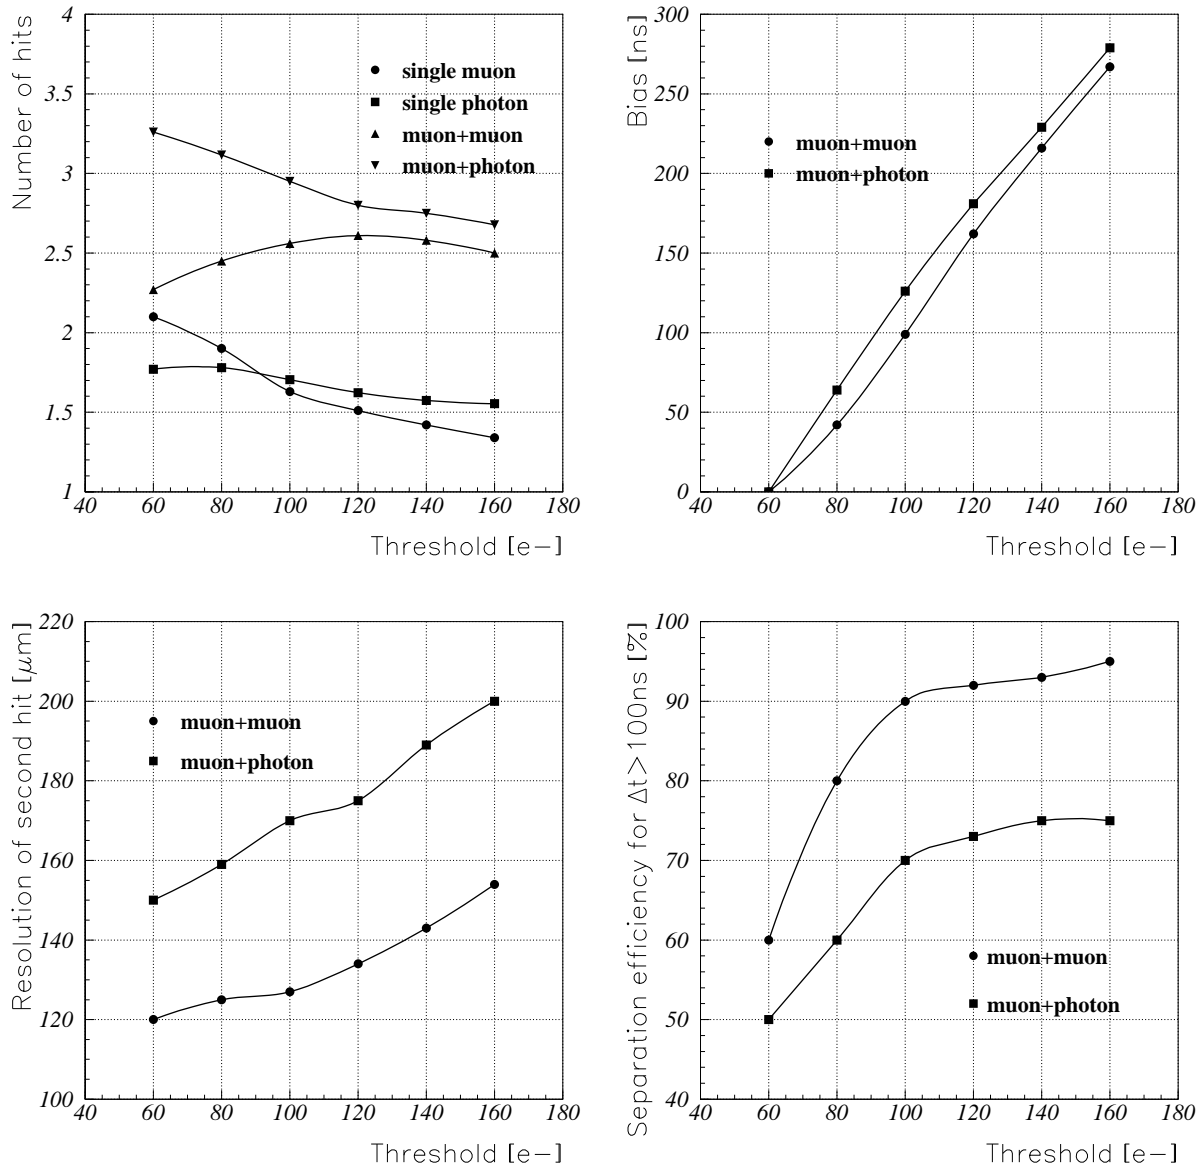 Number of hits
4
3.5
3
2.5
2
1.5
1
single muon
single photon
muon+muon
muon+photon
40 60 80 100 120 140 160 180
Threshold [e−]
Bias [ns]
300
250
200
150
100
50
0
muon+muon
muon+photon
40 60 80 100 120 140 160 180
Threshold [e−]
Resolution of second hit [μm]
220
200
180
160
140
120
100
muon+muon
muon+photon
40 60 80 100 120 140 160 180
Threshold [e−]
Separation efficiency for Δt>100ns [%]
100
90
80
70
60
50
40
muon+muon
muon+photon
40 60 80 100 120 140 160 180
Threshold [e−]